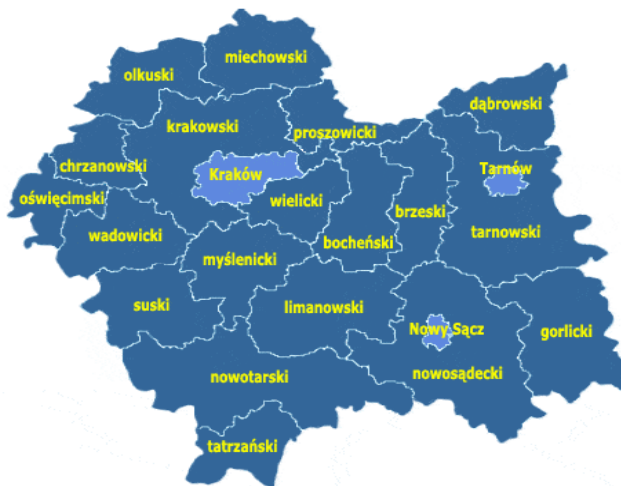 miechowski
olkuski
dąbrowski
krakowski
proszowicki
chrzanowski
Kraków
Tarnów
oświęcimski
wielicki
brzeski
wadowicki
bocheński
tarnowski
myślenicki
suski
limanowski
Nowy Sącz
gorlicki
nowotarski
nowosądecki
tatrzański